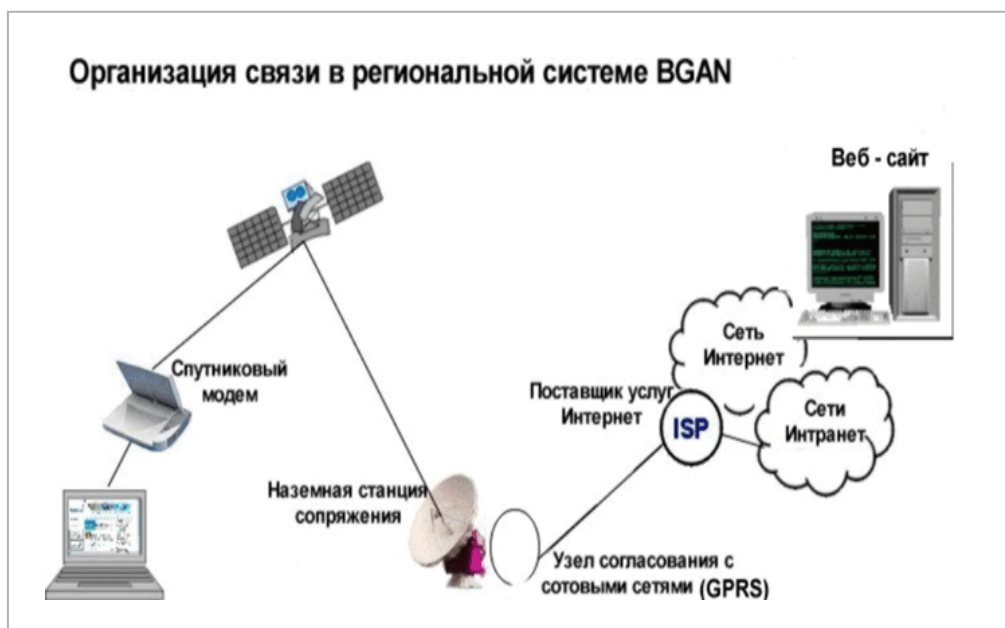 Организация связи в региональной системе BGAN
Веб - сайт
Сеть
Интернет
Спутниковый
модем
Поставщик услуг
Интернет
ISP
Сети
Интранет
Наземная станция
сопряжения
Узел согласования с
сотовыми сетями (GPRS)